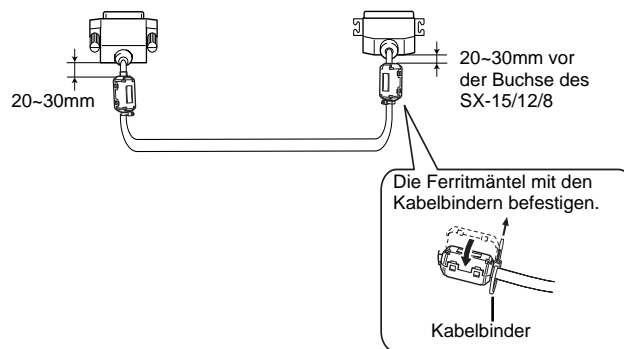 20~30mm
20~30mm vor
der Buchse des
SX-15/12/8
Die Ferritmäntel mit den
Kabelbindern befestigen.
Kabelbinder